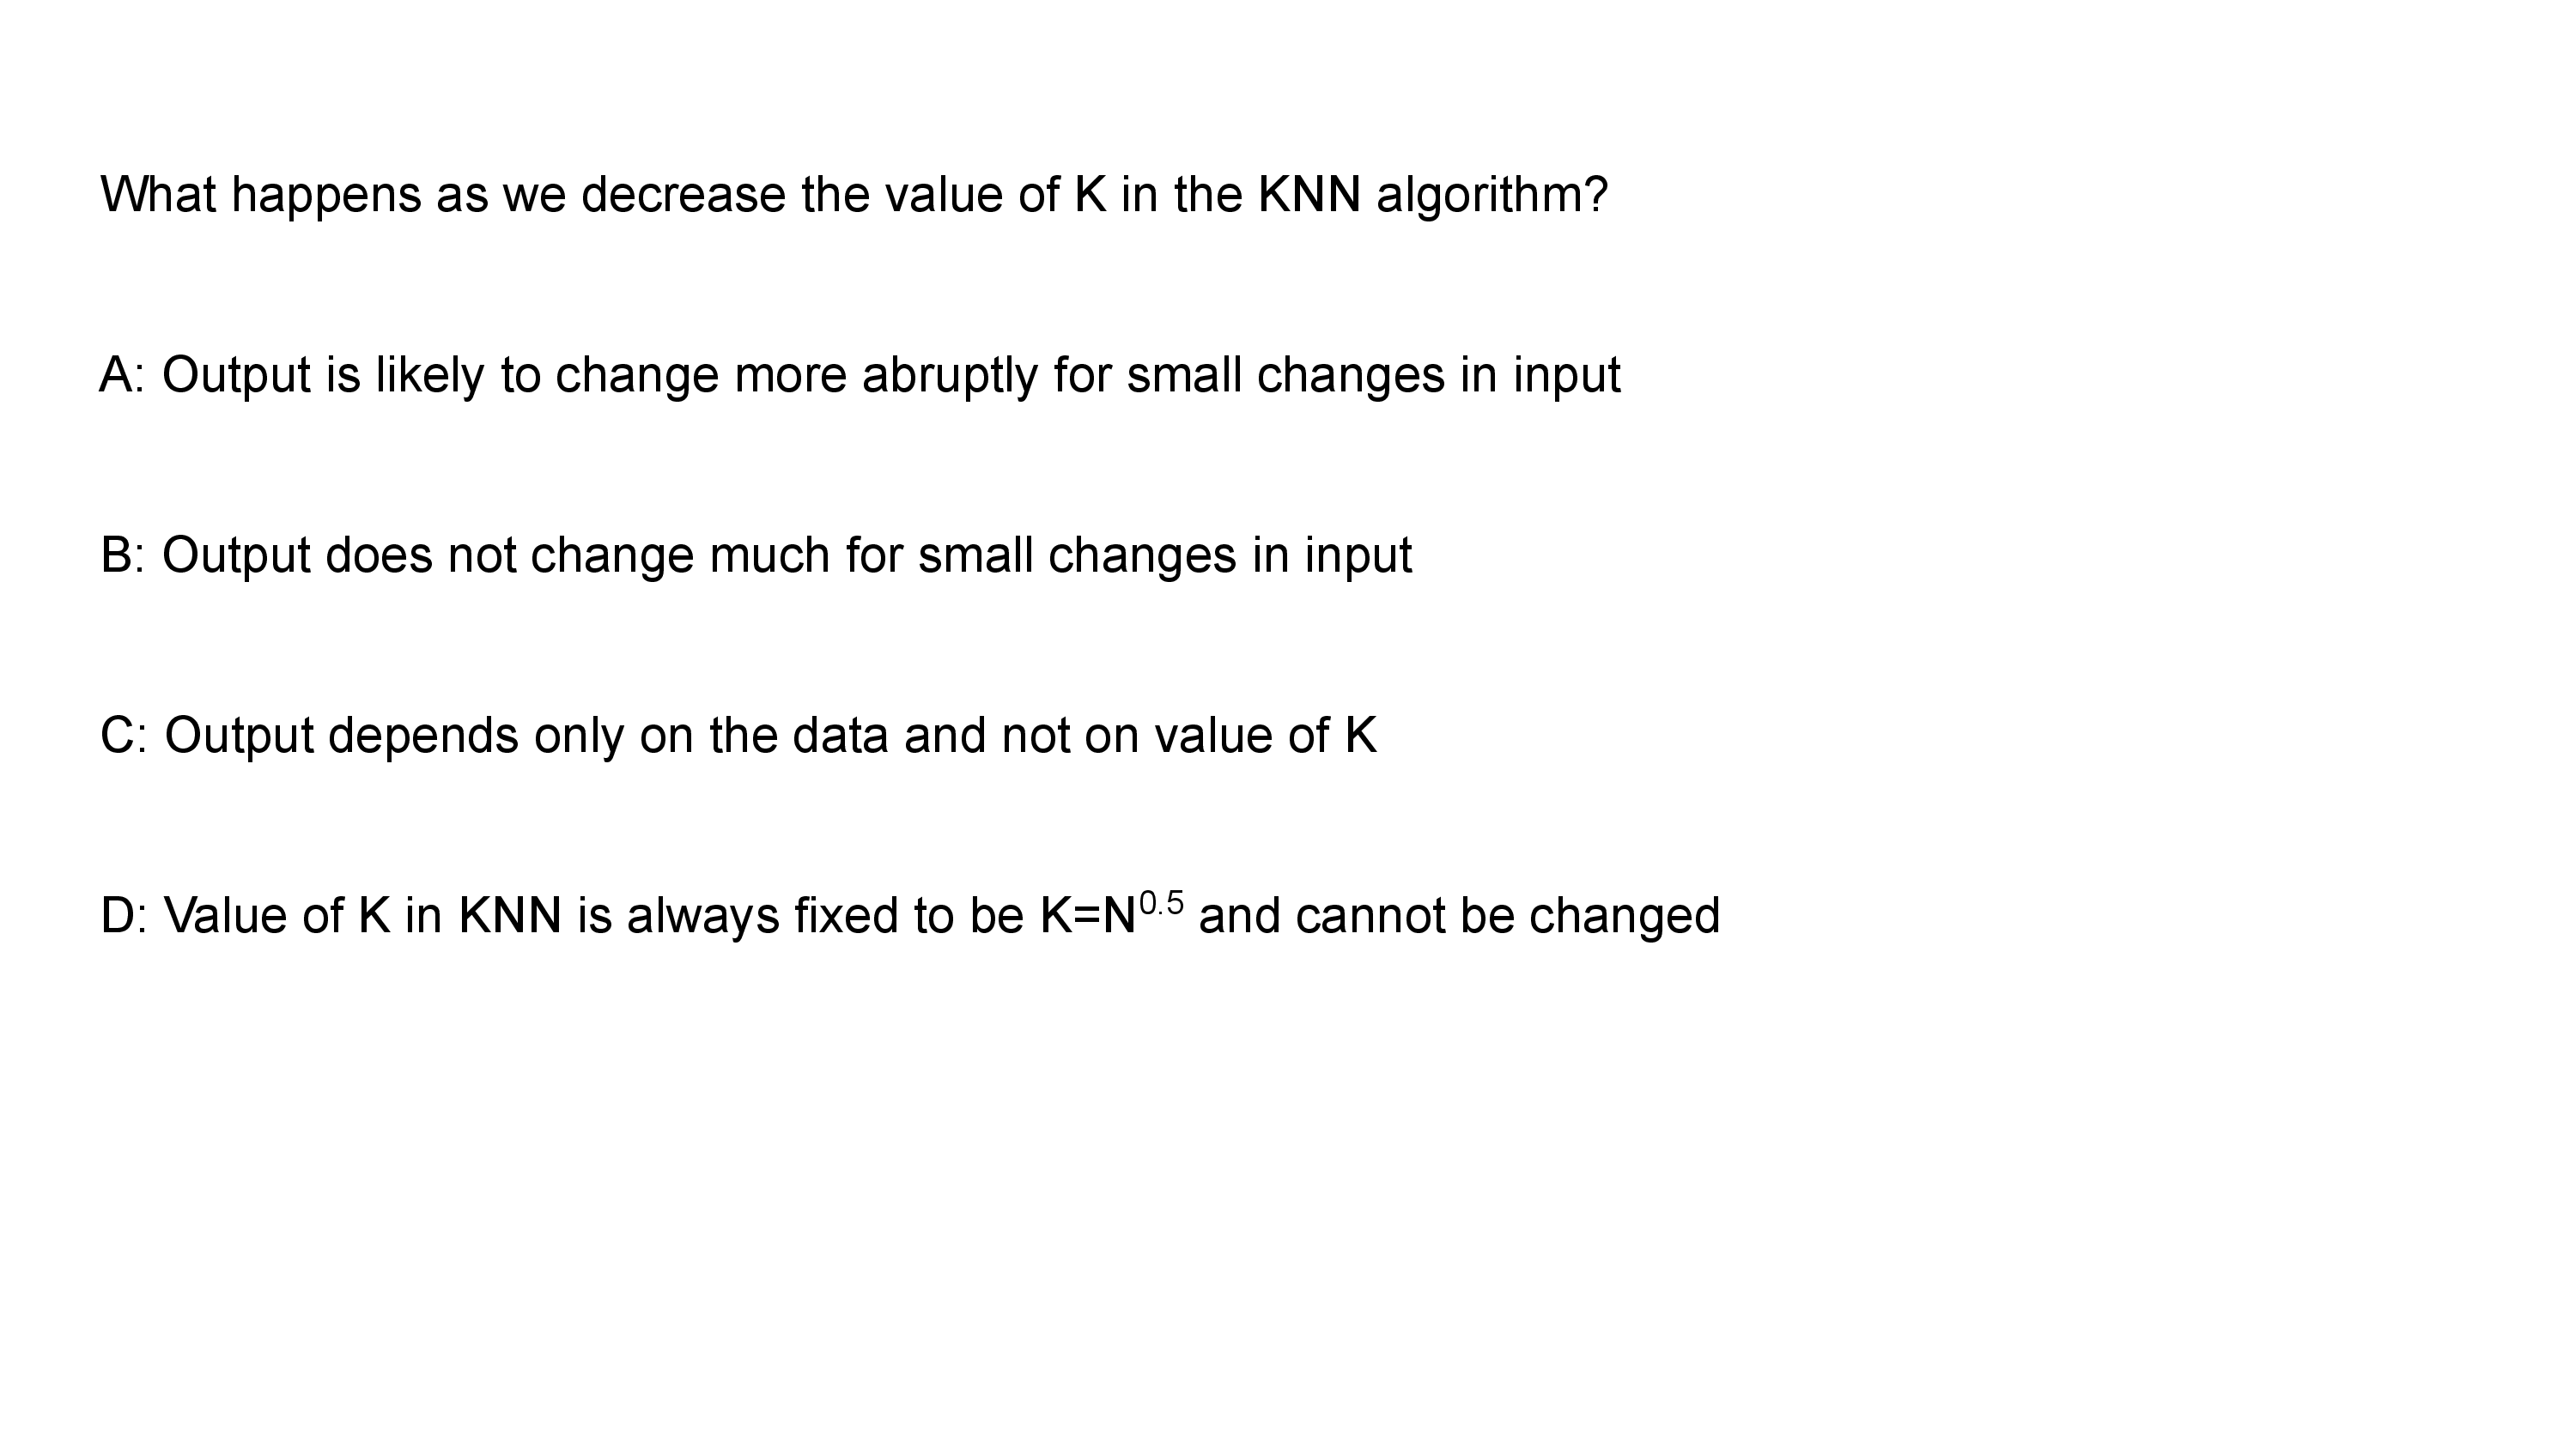 What happens as we decrease the value of K in the KNN algorithm?
A: Output is likely to change more abruptly for small changes in input
B: Output does not change much for small changes in input
C: Output depends only on the data and not on value of K
D: Value of K in KNN is always fixed to be K=N^0.5 and cannot be changed